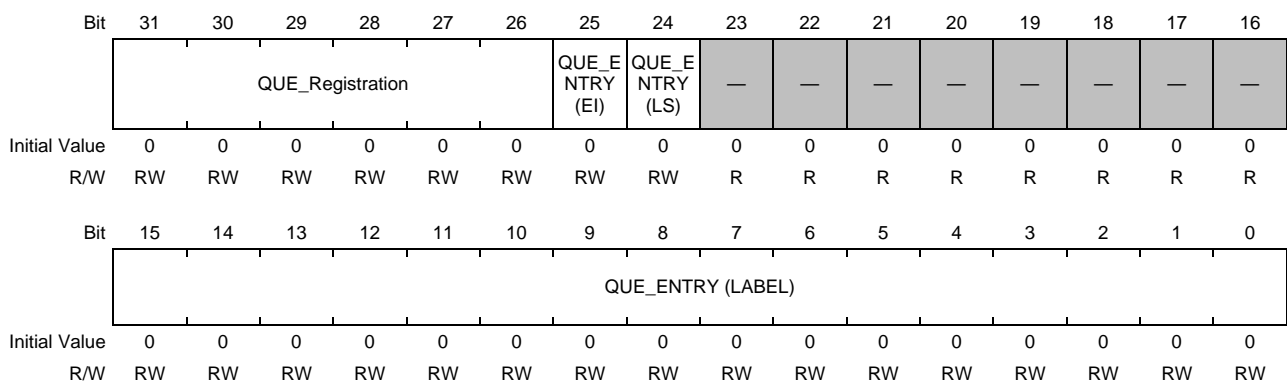 Bit 31 30 29 28 27 26 25 24 23 22 21 20 19 18 17 16
QUE_Registration
QUE_E
NTRY
(EI)
QUE_E
NTRY
(LS)
— — — — — — — —
Initial Value 0 0 0 0 0 0 0 0 0 0 0 0 0 0 0 0
R/W RW RW RW RW RW RW RW RW R R R R R R R R
Bit 15 14 13 12 11 10 9 8 7 6 5 4 3 2 1 0
QUE_ENTRY (LABEL)
Initial Value 0 0 0 0 0 0 0 0 0 0 0 0 0 0 0 0
R/W RW RW RW RW RW RW RW RW RW RW RW RW RW RW RW RW